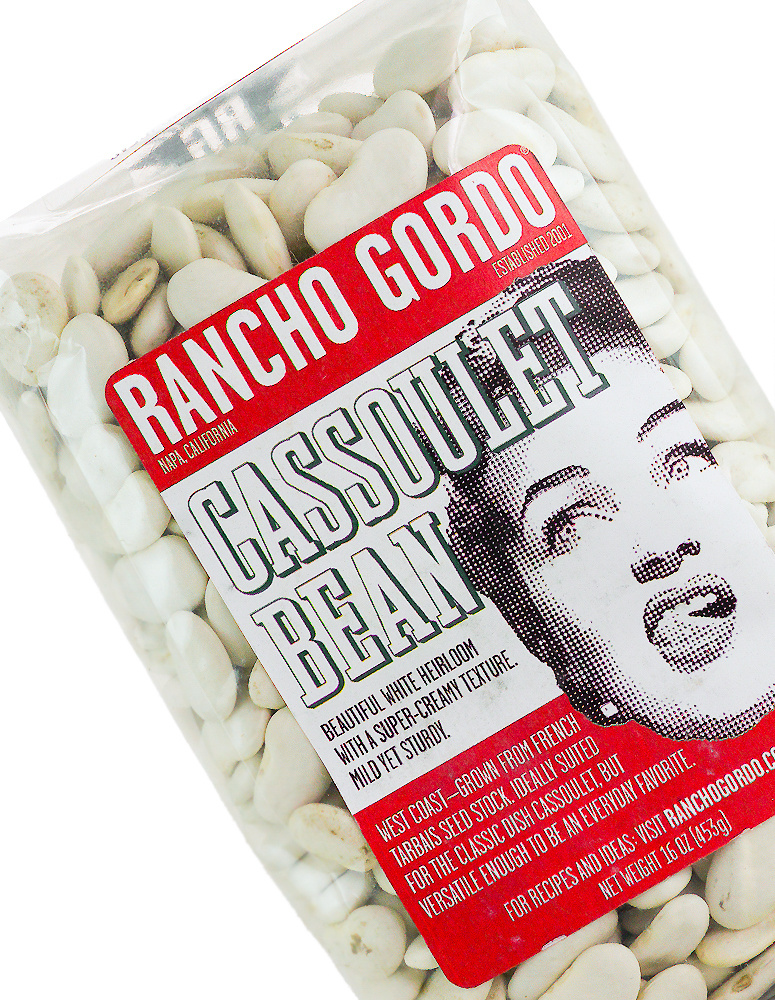 RANCHO GORDO®
NAPA, CALIFORNIA ESTABLISHED 2001
CASSOULET
BEAN
BEAUTIFUL WHITE HEIRLOOM
WITH A SUPER-CREAMY TEXTURE.
MILD YET STURDY.
WEST COAST—GROWN FROM FRENCH
TARBAIS SEED STOCK. IDEALLY SUITED
FOR THE CLASSIC DISH CASSOULET, BUT
VERSATILE ENOUGH TO BE AN EVERYDAY FAVORITE.
FOR RECIPES AND IDEAS: VISIT RANCHOGORDO.CO
NET WEIGHT 16 OZ (453g)